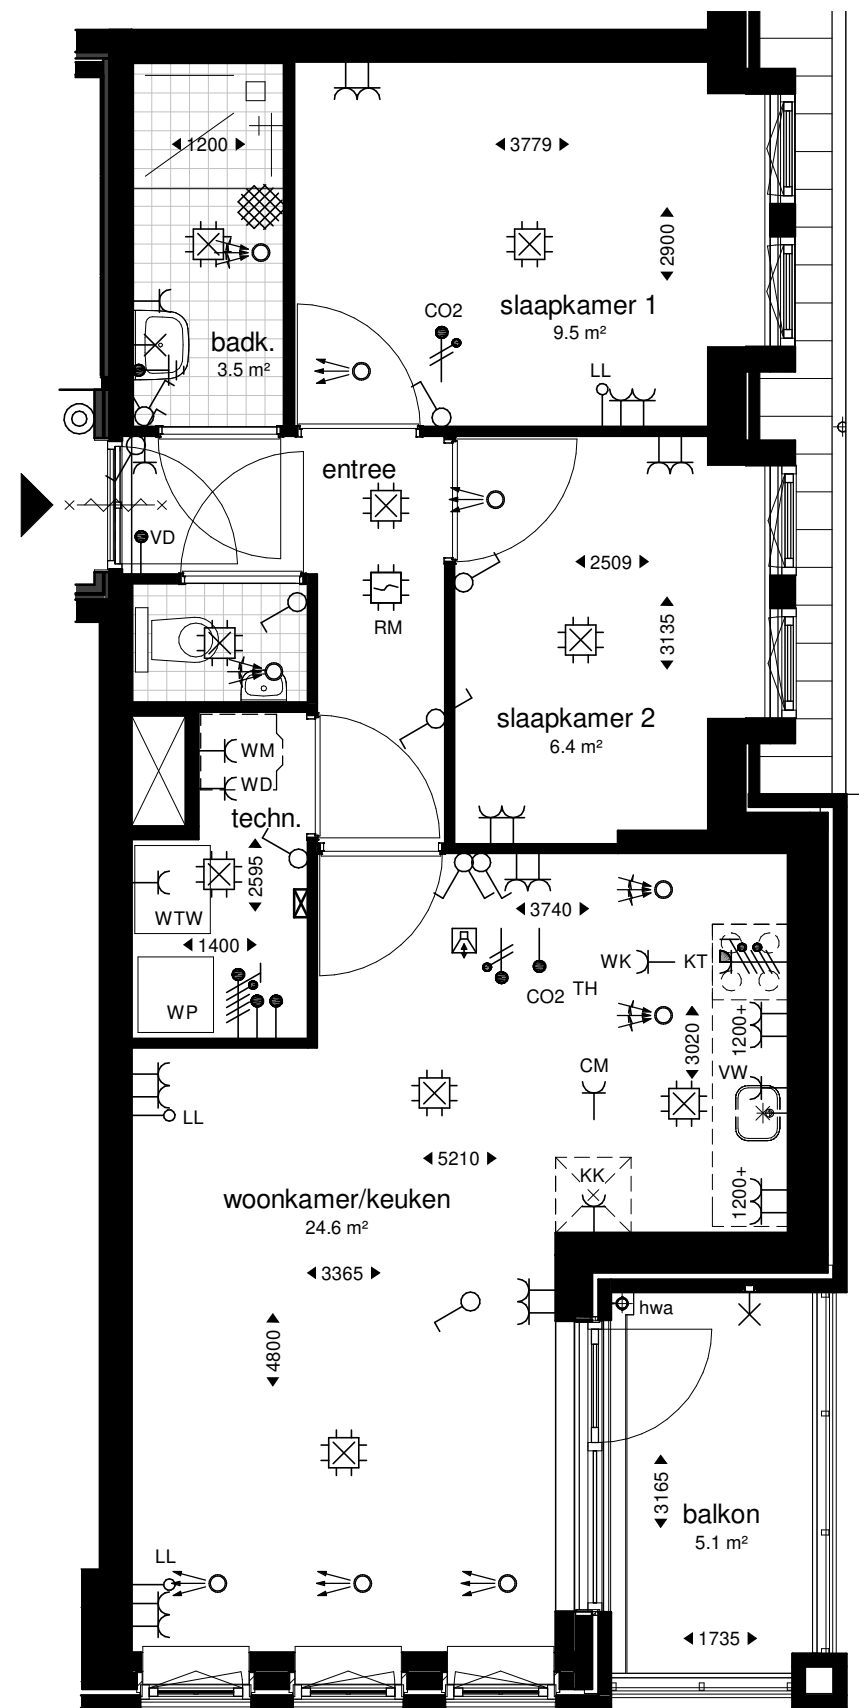 1200
3779
2900
CO2
slaapkamer 1
9.5 m²
badk.
3.5 m²
LL
entree
VD
2509
RM
3135
slaapkamer 2
6.4 m²
WM
WD
techn.
2595
WTW
1400
WP
3740
WK
KT
CO2
TH
3020
1200+
CM
VW
LL
5210
KK
1200+
woonkamer/keuken
24.6 m²
3365
hwa
4800
3165
balkon
5.1 m²
LL
1735